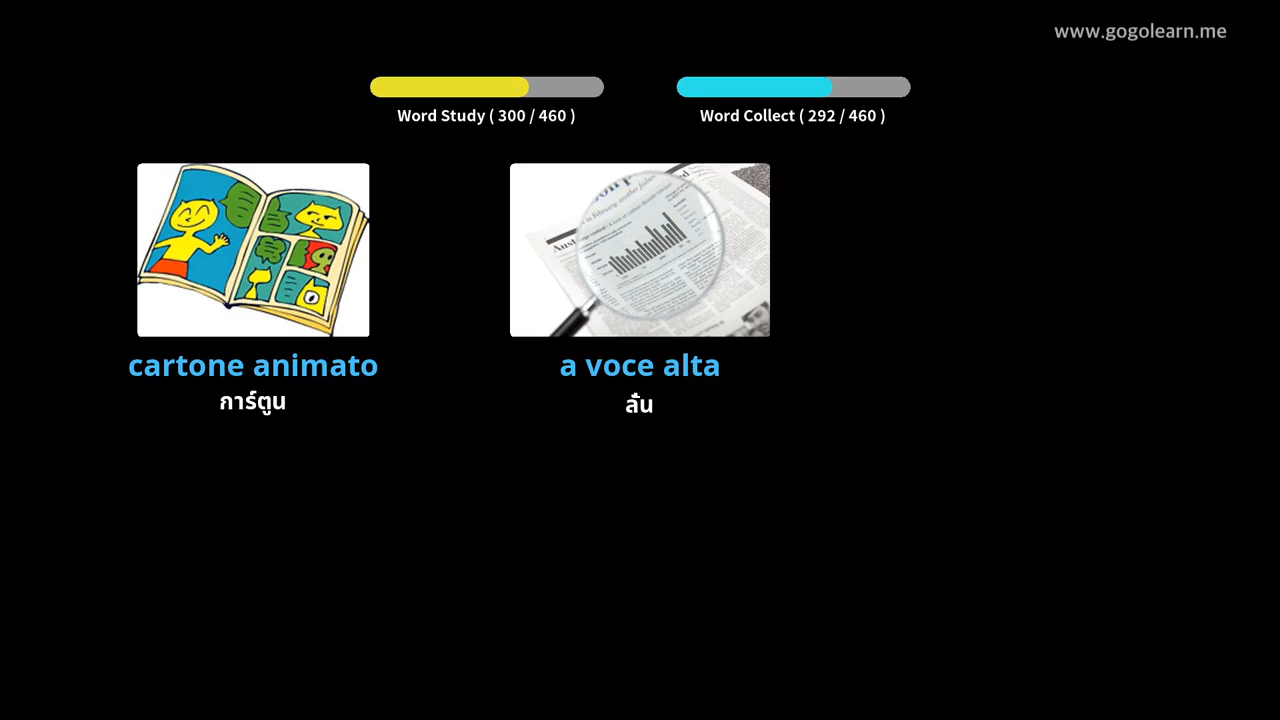 www.gogolearn.me
Word Study ( 300 / 460 )
Word Collect ( 292 / 460 )
cartone animato
การ์ตูน
a voce alta
ลั่น